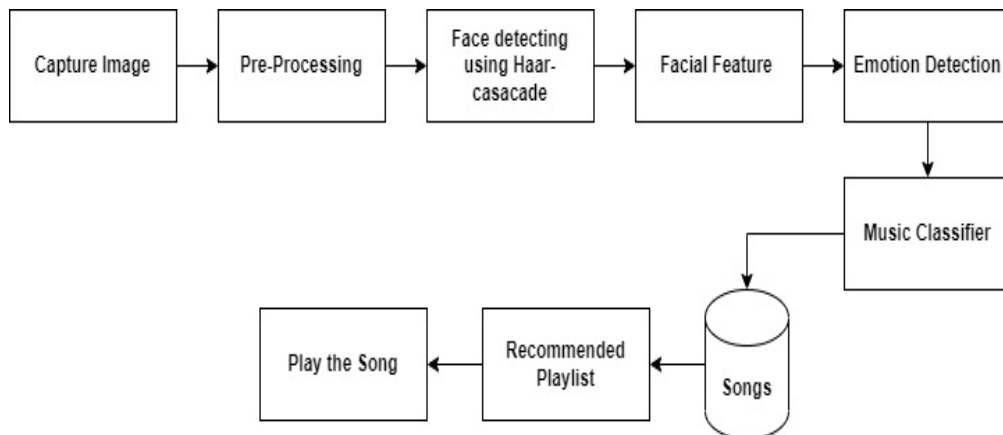 Capture Image
Pre-Processing
Face detecting
using Haar-
casacade
Facial Feature
Emotion Detection
Music Classifier
Songs
Recommended
Playlist
Play the Song